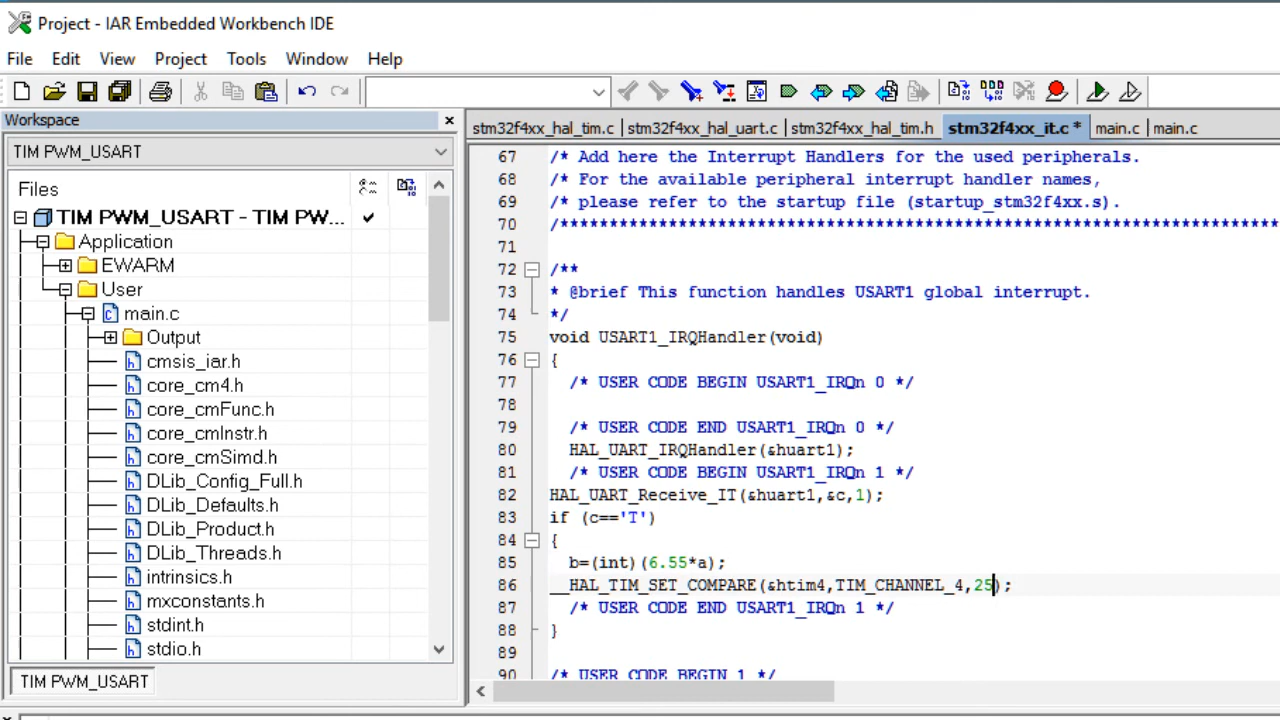 Project - IAR Embedded Workbench IDE
File Edit View Project Tools Window Help
Workspace
TIM PWM_USART
Files
TIM PWM_USART - TIM PW...
Application
EWARM
User
main.c
Output
cmsis_iar.h
core_cm4.h
core_cmFunc.h
core_cmInstr.h
core_cmSimd.h
DLib_Config_Full.h
DLib_Defaults.h
DLib_Product.h
DLib_Threads.h
intrinsics.h
mxconstants.h
stdint.h
stdio.h
TIM PWM_USART
stm32f4xx_hal_tim.c | stm32f4xx_hal_uart.c | stm32f4xx_hal_tim.h stm32f4xx_it.c * main.c | main.c
67 /* Add here the Interrupt Handlers for the used peripherals.
68 /* For the available peripheral interrupt handler names,
69 /* please refer to the startup file (startup_stm32f4xx.s).
70 /******************************************************************************
71
72 /**
73 * @brief This function handles USART1 global interrupt.
74 */
75 void USART1_IRQHandler(void)
76 {
77 /* USER CODE BEGIN USART1_IRQn 0 */
78
79 /* USER CODE END USART1_IRQn 0 */
80 HAL_UART_IRQHandler(&huart1);
81 /* USER CODE BEGIN USART1_IRQn 1 */
82 HAL_UART_Receive_IT(&huart1,&c,1);
83 if (c=='T')
84 {
85 b=(int)(6.55*a);
86 __HAL_TIM_SET_COMPARE(&htim4,TIM_CHANNEL_4,25);
87 /* USER CODE END USART1_IRQn 1 */
88 }
89
90 /* USER CODE BEGIN 1 */